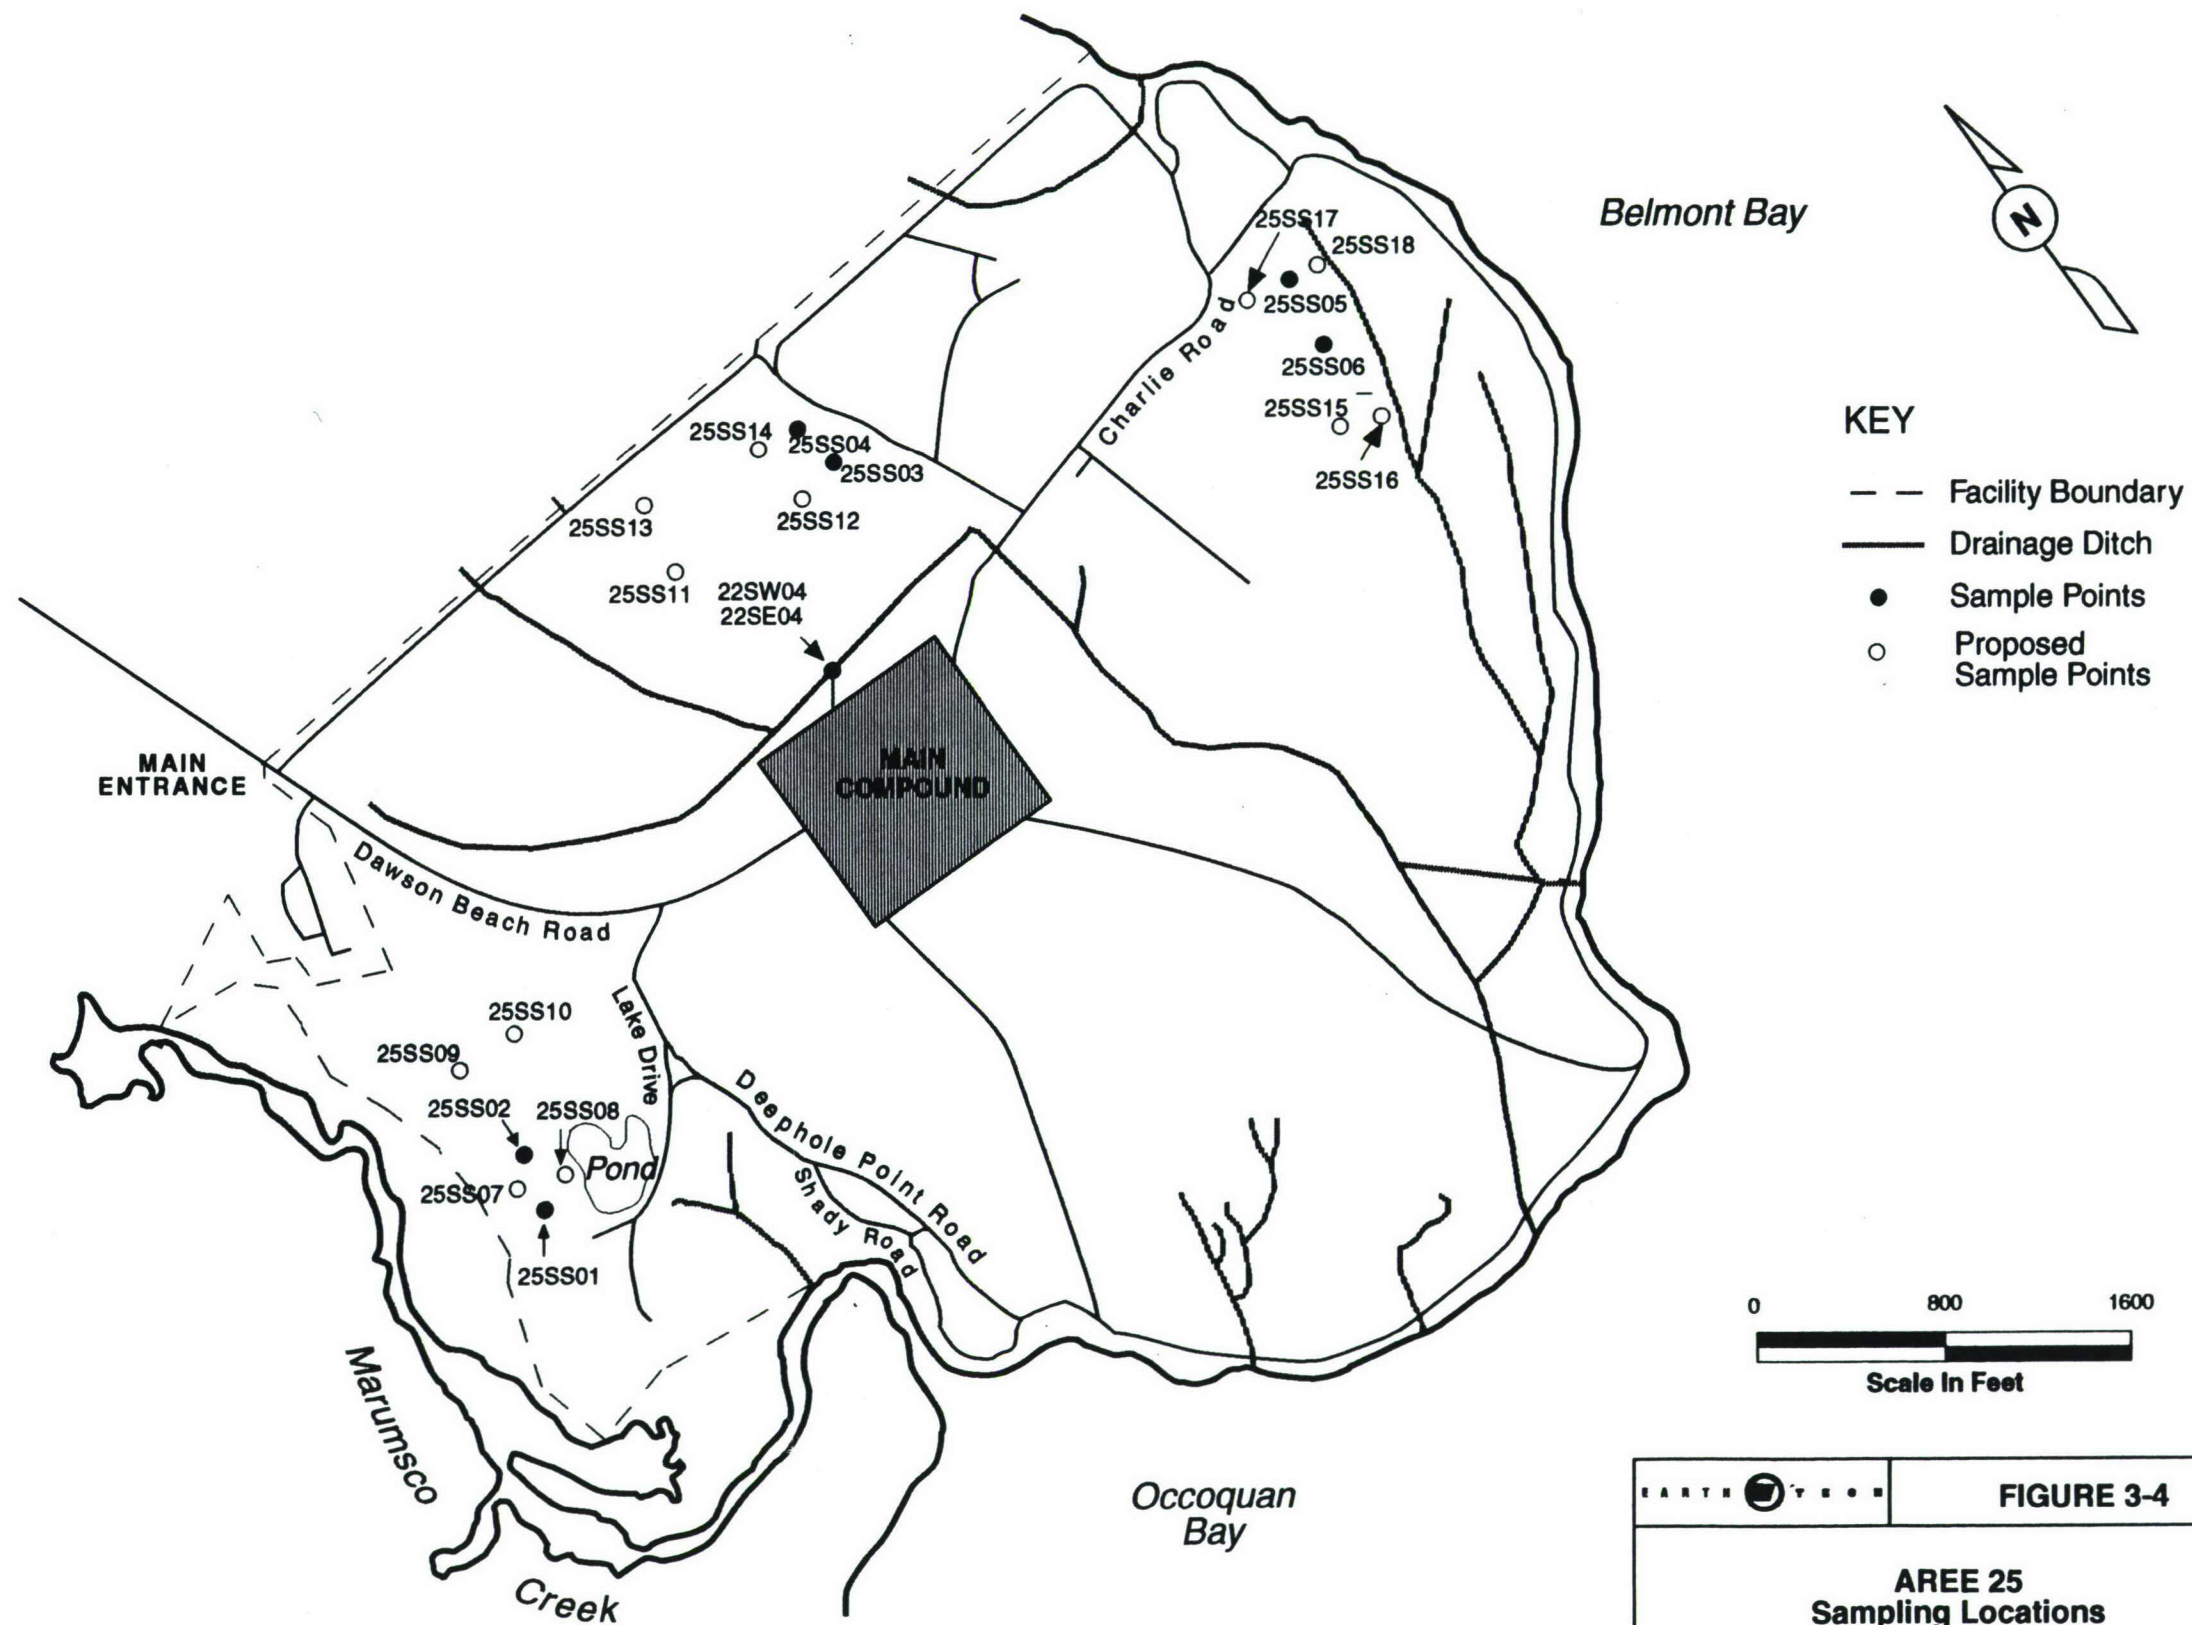 Belmont Bay
N
25SS17
25SS18
25SS05
25SS06
25SS15
25SS16
Charlie Road
KEY
Facility Boundary
Drainage Ditch
Sample Points
Proposed
Sample Points
25SS14
25SS04
25SS03
25SS13
25SS12
25SS11
22SW04
22SE04
MAIN
ENTRANCE
MAIN
COMPOUND
Dawson Beach Road
25SS10
Lake Drive
25SS09
25SS02
25SS08
Deephole Point Road
Pond
25SS07
Shady Road
25SS01
0 800 1600
Scale In Feet
Marumsco
Creek
Occoquan
Bay
EARTH TECH
FIGURE 3-4
AREE 25
Sampling Locations